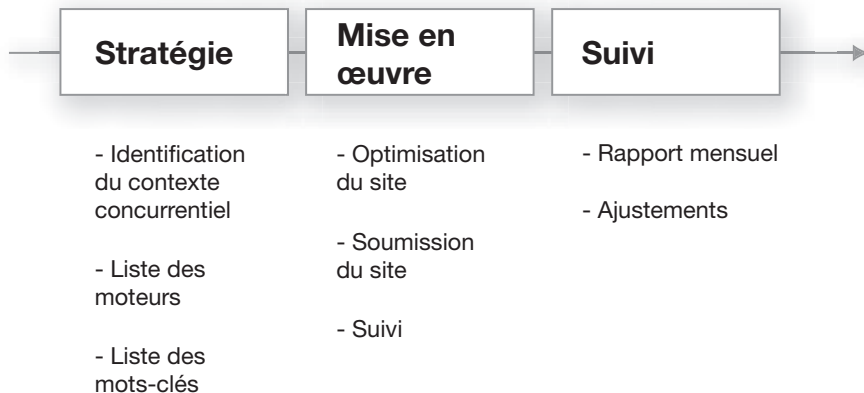 Stratégie
- Identification
du contexte
concurrentiel
- Liste des
moteurs
- Liste des
mots-clés
Mise en
œuvre
- Optimisation
du site
- Soumission
du site
- Suivi
Suivi
- Rapport mensuel
- Ajustements